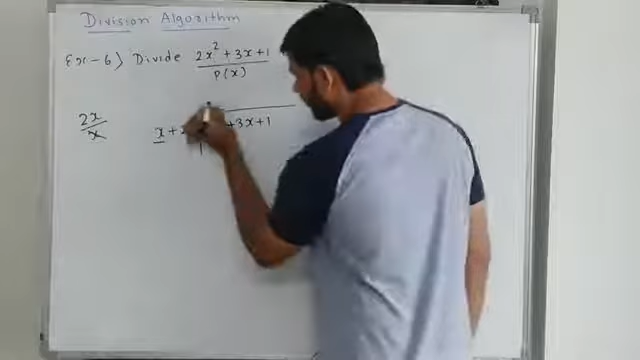 Division Algorithm
Ex-6) Divide 2x² + 3x + 1
P(x)
2x
x
x + +3x+1